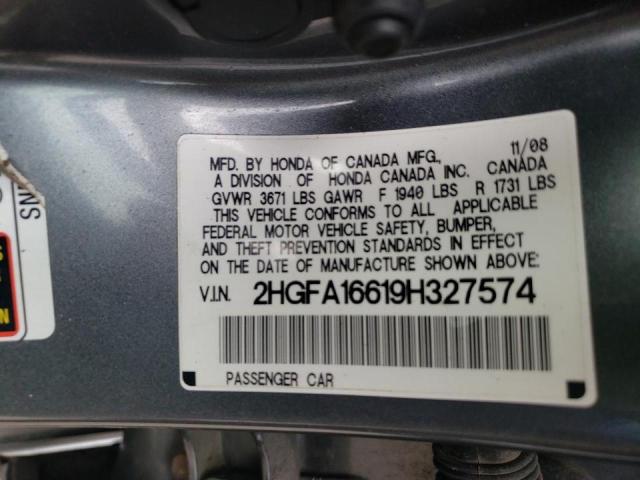 11/08
MFD. BY HONDA OF CANADA MFG.,
A DIVISION OF HONDA CANADA INC. CANADA
GVWR 3671 LBS GAWR F 1940 LBS R 1731 LBS
THIS VEHICLE CONFORMS TO ALL APPLICABLE
FEDERAL MOTOR VEHICLE SAFETY, BUMPER,
AND THEFT PREVENTION STANDARDS IN EFFECT
ON THE DATE OF MANUFACTURE SHOWN ABOVE:
V.I.N. 2HGFA16619H327574
PASSENGER CAR